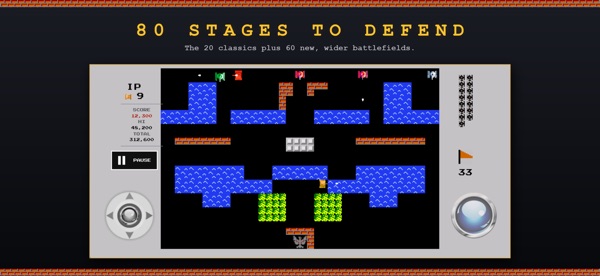 80 STAGES TO DEFEND
The 20 classics plus 60 new, wider battlefields.
IP
9
SCORE
12,300
HI
45,200
TOTAL
312,600
PAUSE
33